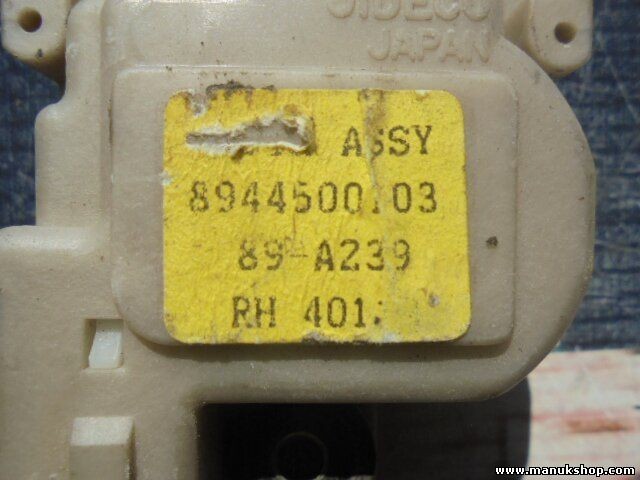 JIDECO
JAPAN
ASSY
8944500103
89-A239
RH 401
www.manukshop.com